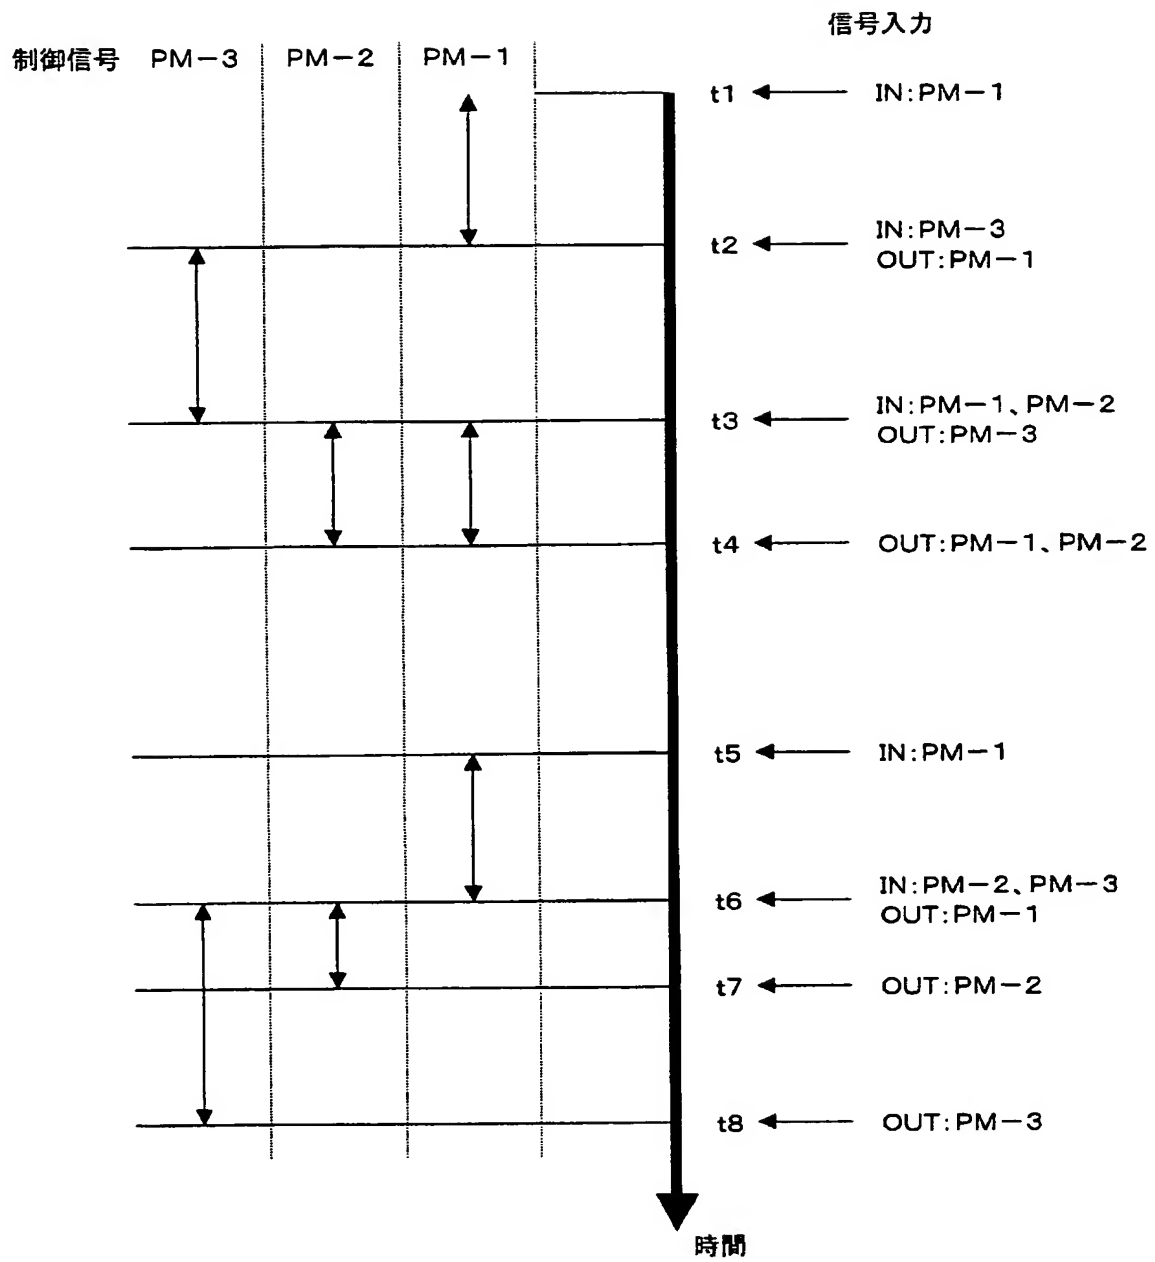 信号入力
制御信号 PM－3 PM－2 PM－1
t1 IN:PM－1
t2 IN:PM－3
OUT:PM－1
t3 IN:PM－1、PM－2
OUT:PM－3
t4 OUT:PM－1、PM－2
t5 IN:PM－1
t6 IN:PM－2、PM－3
OUT:PM－1
t7 OUT:PM－2
t8 OUT:PM－3
時間